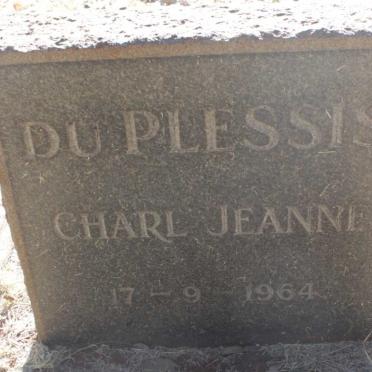 DU PLESSIS
CHARL JEANNE
17 - 9 - 1964